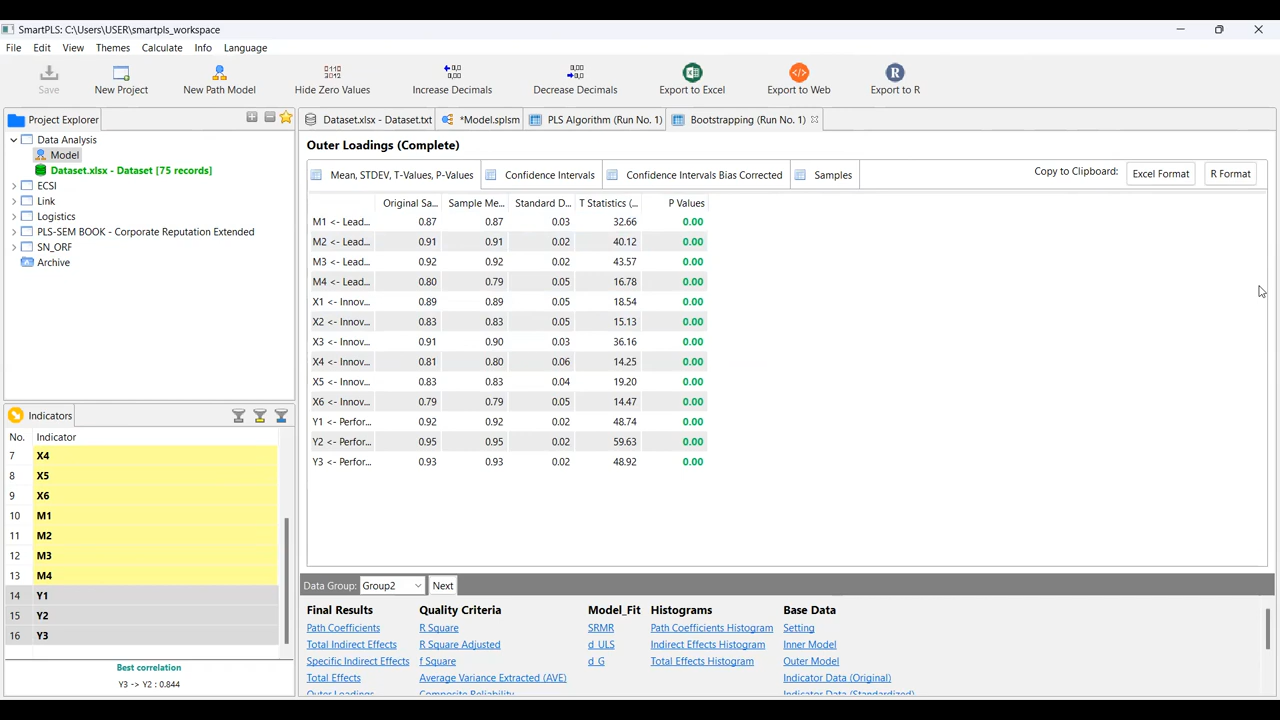 SmartPLS: C:\Users\USER\smartpls_workspace
File Edit View Themes Calculate Info Language
Save New Project New Path Model Hide Zero Values Increase Decimals Decrease Decimals Export to Excel Export to Web Export to R
Project Explorer
Data Analysis
Model
Dataset.xlsx - Dataset [75 records]
ECSI
Link
Logistics
PLS-SEM BOOK - Corporate Reputation Extended
SN_ORF
Archive
Indicators
No. Indicator
7 X4
8 X5
9 X6
10 M1
11 M2
12 M3
13 M4
14 Y1
15 Y2
16 Y3
Best correlation
Y3 -> Y2 : 0.844
Dataset.xlsx - Dataset.txt *Model.splsm PLS Algorithm (Run No. 1) Bootstrapping (Run No. 1)
Outer Loadings (Complete)
Mean, STDEV, T-Values, P-Values Confidence Intervals Confidence Intervals Bias Corrected Samples Copy to Clipboard: Excel Format R Format
Original Sa... Sample Me... Standard D... T Statistics (... P Values
M1 <- Lead... 0.87 0.87 0.03 32.66 0.00
M2 <- Lead... 0.91 0.91 0.02 40.12 0.00
M3 <- Lead... 0.92 0.92 0.02 43.57 0.00
M4 <- Lead... 0.80 0.79 0.05 16.78 0.00
X1 <- Innov... 0.89 0.89 0.05 18.54 0.00
X2 <- Innov... 0.83 0.83 0.05 15.13 0.00
X3 <- Innov... 0.91 0.90 0.03 36.16 0.00
X4 <- Innov... 0.81 0.80 0.06 14.25 0.00
X5 <- Innov... 0.83 0.83 0.04 19.20 0.00
X6 <- Innov... 0.79 0.79 0.05 14.47 0.00
Y1 <- Perfor... 0.92 0.92 0.02 48.74 0.00
Y2 <- Perfor... 0.95 0.95 0.02 59.63 0.00
Y3 <- Perfor... 0.93 0.93 0.02 48.92 0.00
Data Group: Group2 Next
Final Results Quality Criteria Model_Fit Histograms Base Data
Path Coefficients R Square SRMR Path Coefficients Histogram Setting
Total Indirect Effects R Square Adjusted d_ULS Indirect Effects Histogram Inner Model
Specific Indirect Effects f Square d_G Total Effects Histogram Outer Model
Total Effects Average Variance Extracted (AVE) Indicator Data (Original)
Outer Loadings Composite Reliability Indicator Data (Standardized)